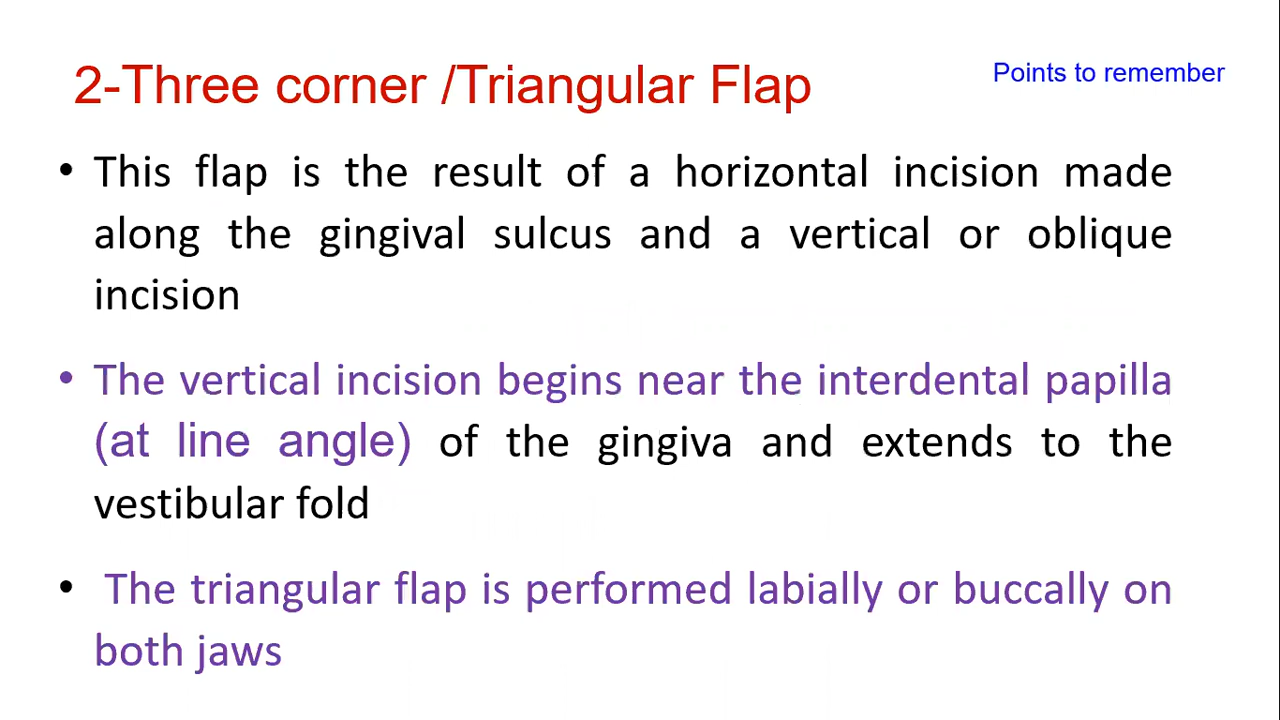 2-Three corner /Triangular Flap
Points to remember
• This flap is the result of a horizontal incision made
along the gingival sulcus and a vertical or oblique
incision
• The vertical incision begins near the interdental papilla
(at line angle) of the gingiva and extends to the
vestibular fold
• The triangular flap is performed labially or buccally on
both jaws